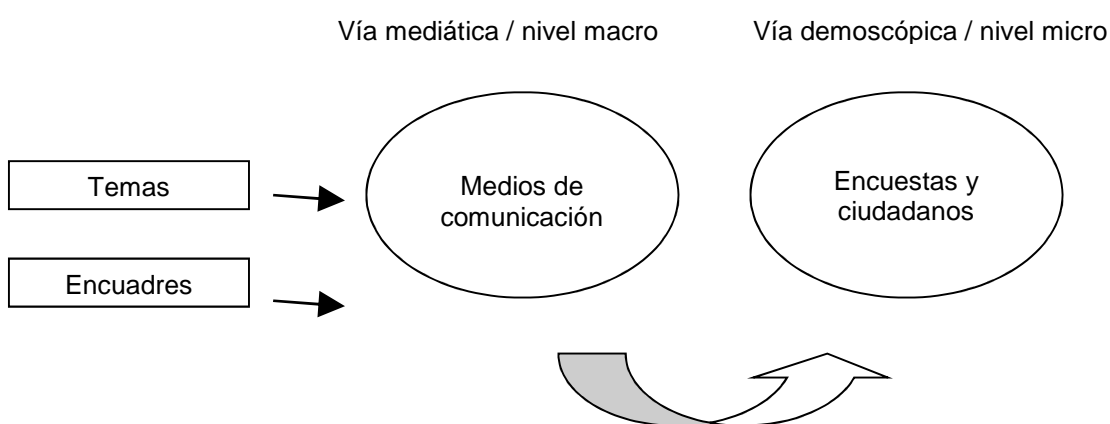 Vía mediática / nivel macro
Vía demoscópica / nivel micro
Temas
Encuadres
Medios de
comunicación
Encuestas y
ciudadanos